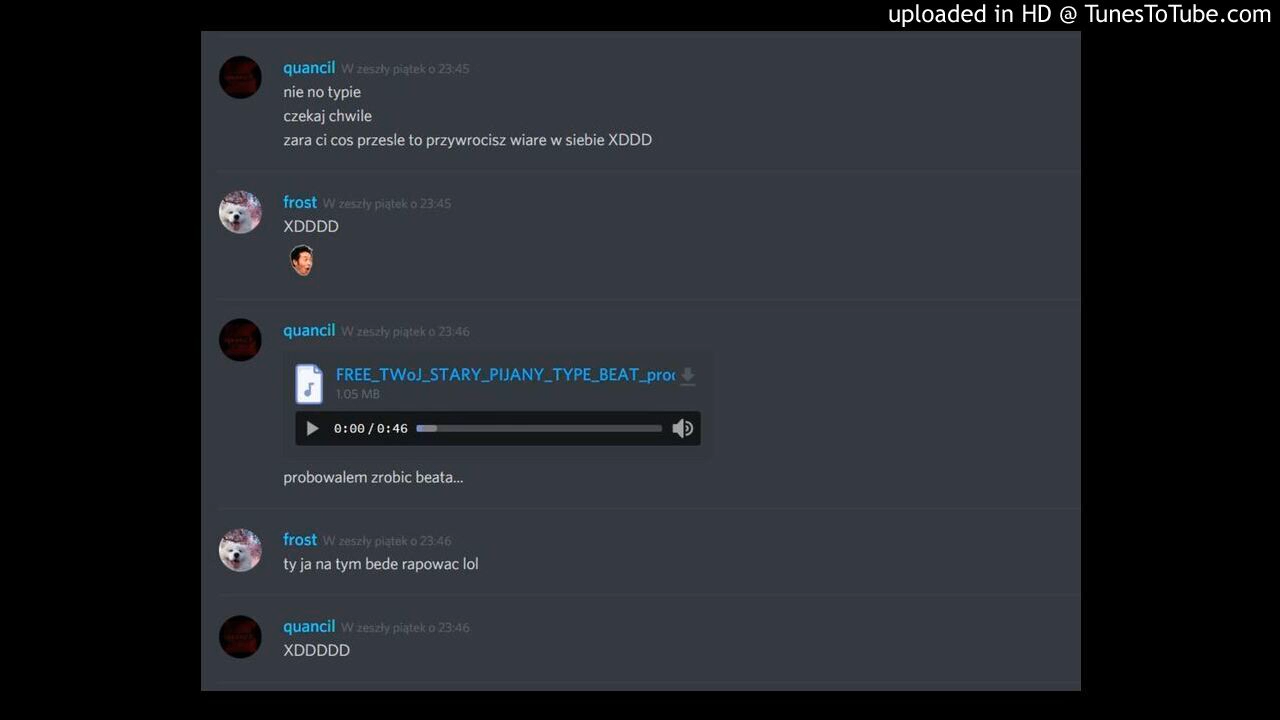 uploaded in HD @ TunesToTube.com
quancil W zeszły piątek o 23:45
nie no typie
czekaj chwile
zara ci cos przesle to przywrocisz wiare w siebie XDDD
frost W zeszły piątek o 23:45
XDDDD
quancil W zeszły piątek o 23:46
FREE_TWoJ_STARY_PIJANY_TYPE_BEAT_proc
1.05 MB
0:00 / 0:46
probowalem zrobic beata...
frost W zeszły piątek o 23:46
ty ja na tym bede rapowac lol
quancil W zeszły piątek o 23:46
XDDDDD